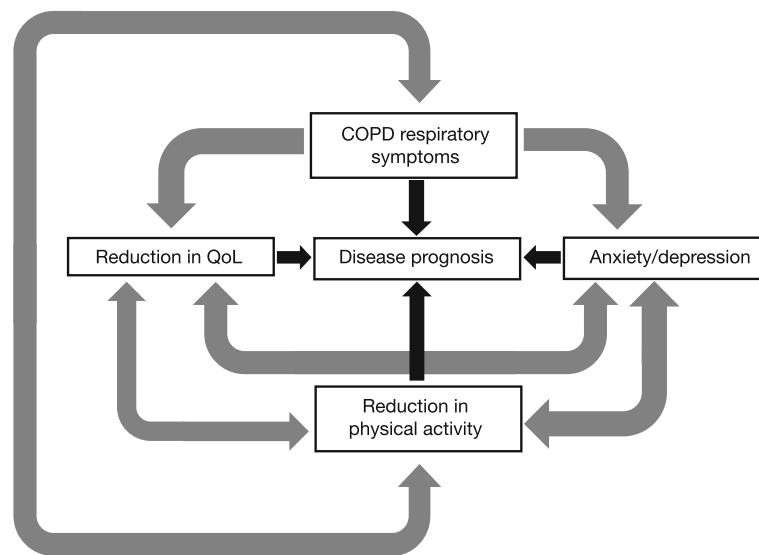 COPD respiratory
symptoms
Reduction in QoL
Disease prognosis
Anxiety/depression
Reduction in
physical activity